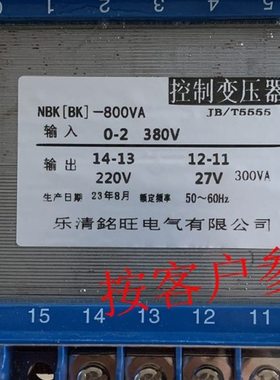 控制变压器
NBK[BK]-800VA JB/T5555
输入 0-2 380V
输出 14-13 12-11
220V 27V 300VA
生产日期 23年8月 额定频率 50~60Hz
乐清銘旺电气有限公司
按客户参
15 14 13 12 11